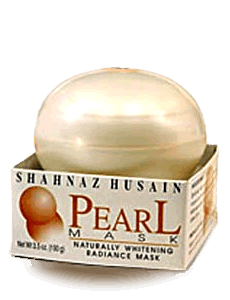 SHAHNAZ HUSAIN
PEARL
MASK
NATURALLY WHITENING
RADIANCE MASK
Net Wt 3.5 oz. (100 g)